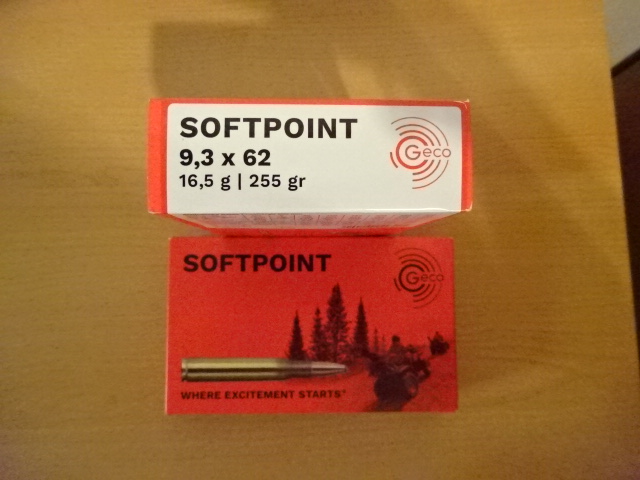 SOFTPOINT
9,3 x 62
16,5 g | 255 gr
Geco
SOFTPOINT
Geco
WHERE EXCITEMENT STARTS